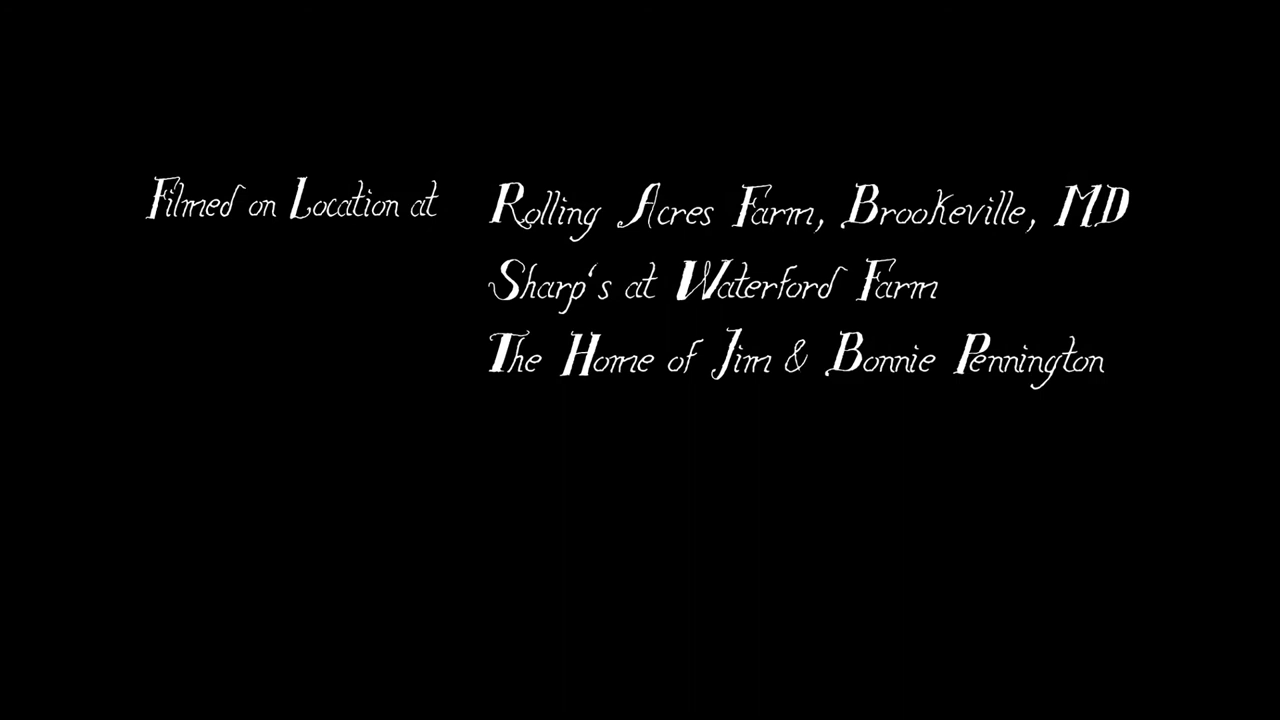 Filmed on Location at Rolling Acres Farm, Brookeville, MD
Sharp's at Waterford Farm
The Home of Jim & Bonnie Pennington